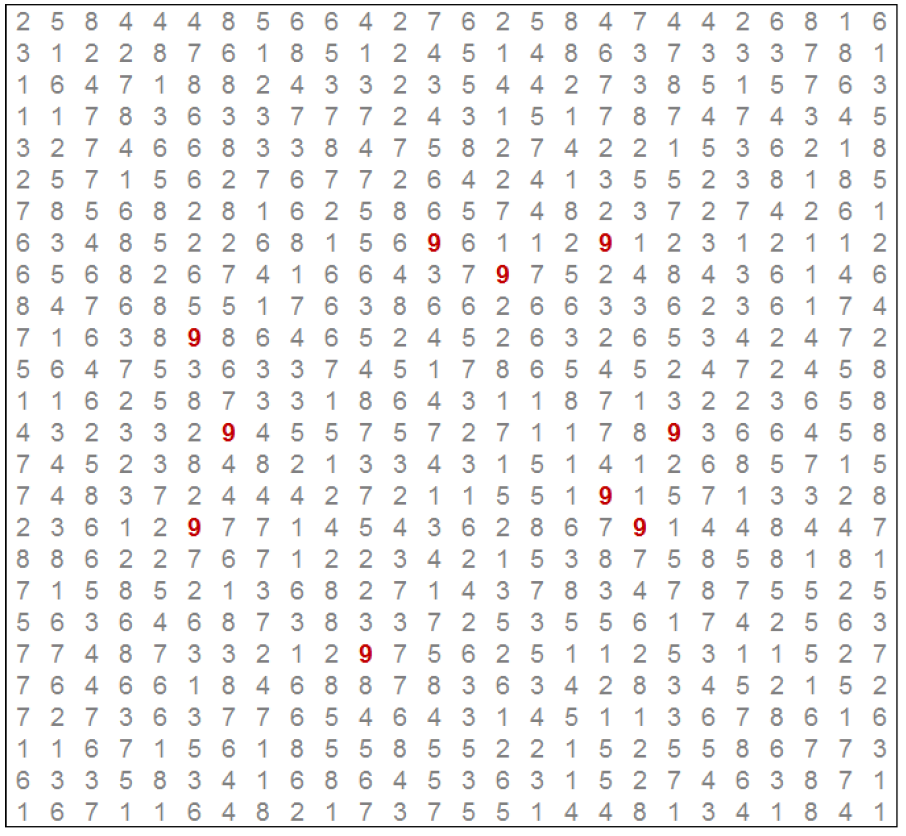 2 5 8 4 4 4 8 5 6 6 4 2 7 6 2 5 8 4 7 4 4 2 6 8 1 6
3 1 2 2 8 7 6 1 8 5 1 2 4 5 1 4 8 6 3 7 3 3 3 7 8 1
1 6 4 7 1 8 8 2 4 3 3 2 3 5 4 4 2 7 3 8 5 1 5 7 6 3
1 1 7 8 3 6 3 3 7 7 7 2 4 3 1 5 1 7 8 7 4 7 4 3 4 5
3 2 7 4 6 6 8 3 3 8 4 7 5 8 2 7 4 2 2 1 5 3 6 2 1 8
2 5 7 1 5 6 2 7 6 7 7 2 6 4 2 4 1 3 5 5 2 3 8 1 8 5
7 8 5 6 8 2 8 1 6 2 5 8 6 5 7 4 8 2 3 7 2 7 4 2 6 1
6 3 4 8 5 2 2 6 8 1 5 6 9 6 1 1 2 9 1 2 3 1 2 1 1 2
6 5 6 8 2 6 7 4 1 6 6 4 3 7 9 7 5 2 4 8 4 3 6 1 4 6
8 4 7 6 8 5 5 1 7 6 3 8 6 6 2 6 6 3 3 6 2 3 6 1 7 4
7 1 6 3 8 9 8 6 4 6 5 2 4 5 2 6 3 2 6 5 3 4 2 4 7 2
5 6 4 7 5 3 6 3 3 7 4 5 1 7 8 6 5 4 5 2 4 7 2 4 5 8
1 1 6 2 5 8 7 3 3 1 8 6 4 3 1 1 8 7 1 3 2 2 3 6 5 8
4 3 2 3 3 2 9 4 5 5 7 5 7 2 7 1 1 7 8 9 3 6 6 4 5 8
7 4 5 2 3 8 4 8 2 1 3 3 4 3 1 5 1 4 1 2 6 8 5 7 1 5
7 4 8 3 7 2 4 4 4 2 7 2 1 1 5 5 1 9 1 5 7 1 3 3 2 8
2 3 6 1 2 9 7 7 1 4 5 4 3 6 2 8 6 7 9 1 4 4 8 4 4 7
8 8 6 2 2 7 6 7 1 2 2 3 4 2 1 5 3 8 7 5 8 5 8 1 8 1
7 1 5 8 5 2 1 3 6 8 2 7 1 4 3 7 8 3 4 7 8 7 5 5 2 5
5 6 3 6 4 6 8 7 3 8 3 3 7 2 5 3 5 5 6 1 7 4 2 5 6 3
7 7 4 8 7 3 3 2 1 2 9 7 5 6 2 5 1 1 2 5 3 1 1 5 2 7
7 6 4 6 6 1 8 4 6 8 8 7 8 3 6 3 4 2 8 3 4 5 2 1 5 2
7 2 7 3 6 3 7 7 6 5 4 6 4 3 1 4 5 1 1 3 6 7 8 6 1 6
1 1 6 7 1 5 6 1 8 5 5 8 5 5 2 2 1 5 2 5 5 8 6 7 7 3
6 3 3 5 8 3 4 1 6 8 6 4 5 3 6 3 1 5 2 7 4 6 3 8 7 1
1 6 7 1 1 6 4 8 2 1 7 3 7 5 5 1 4 4 8 1 3 4 1 8 4 1